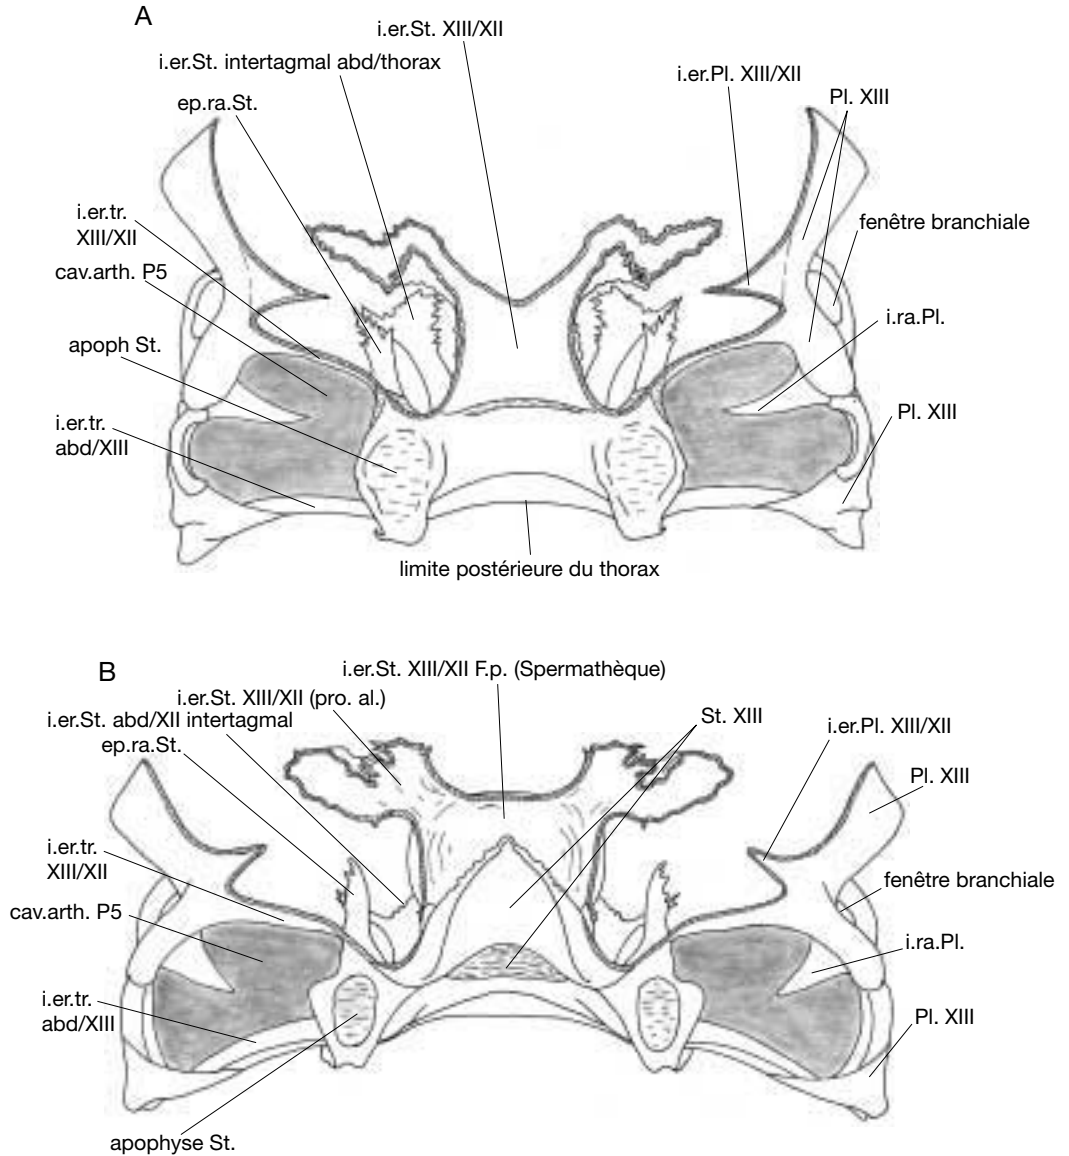 A
i.er.St. XIII/XII
i.er.St. intertagmal abd/thorax
ep.ra.St.
i.er.Pl. XIII/XII
Pl. XIII
i.er.tr.
XIII/XII
fenêtre branchiale
cav.arth. P5
i.ra.Pl.
apoph St.
Pl. XIII
i.er.tr.
abd/XIII
limite postérieure du thorax
B
i.er.St. XIII/XII F.p. (Spermathèque)
i.er.St. XIII/XII (pro. al.)
i.er.St. abd/XII intertagmal
ep.ra.St.
St. XIII
i.er.Pl. XIII/XII
Pl. XIII
i.er.tr.
XIII/XII
fenêtre branchiale
cav.arth. P5
i.ra.Pl.
i.er.tr.
abd/XIII
Pl. XIII
apophyse St.